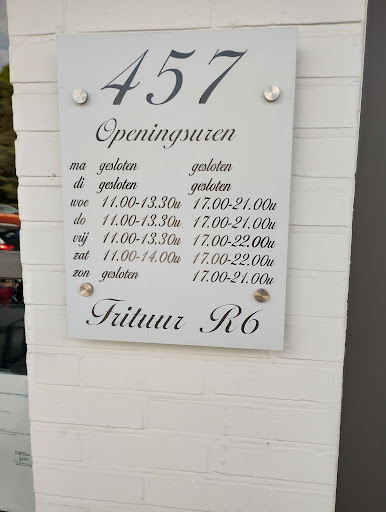 457
Openingsuren
ma gesloten gesloten
di gesloten gesloten
woe 11.00-13.30u 17.00-21.00u
do 11.00-13.30u 17.00-21.00u
vrij 11.00-13.30u 17.00-22.00u
zat 11.00-14.00u 17.00-22.00u
zon gesloten 17.00-21.00u
Frituur R6